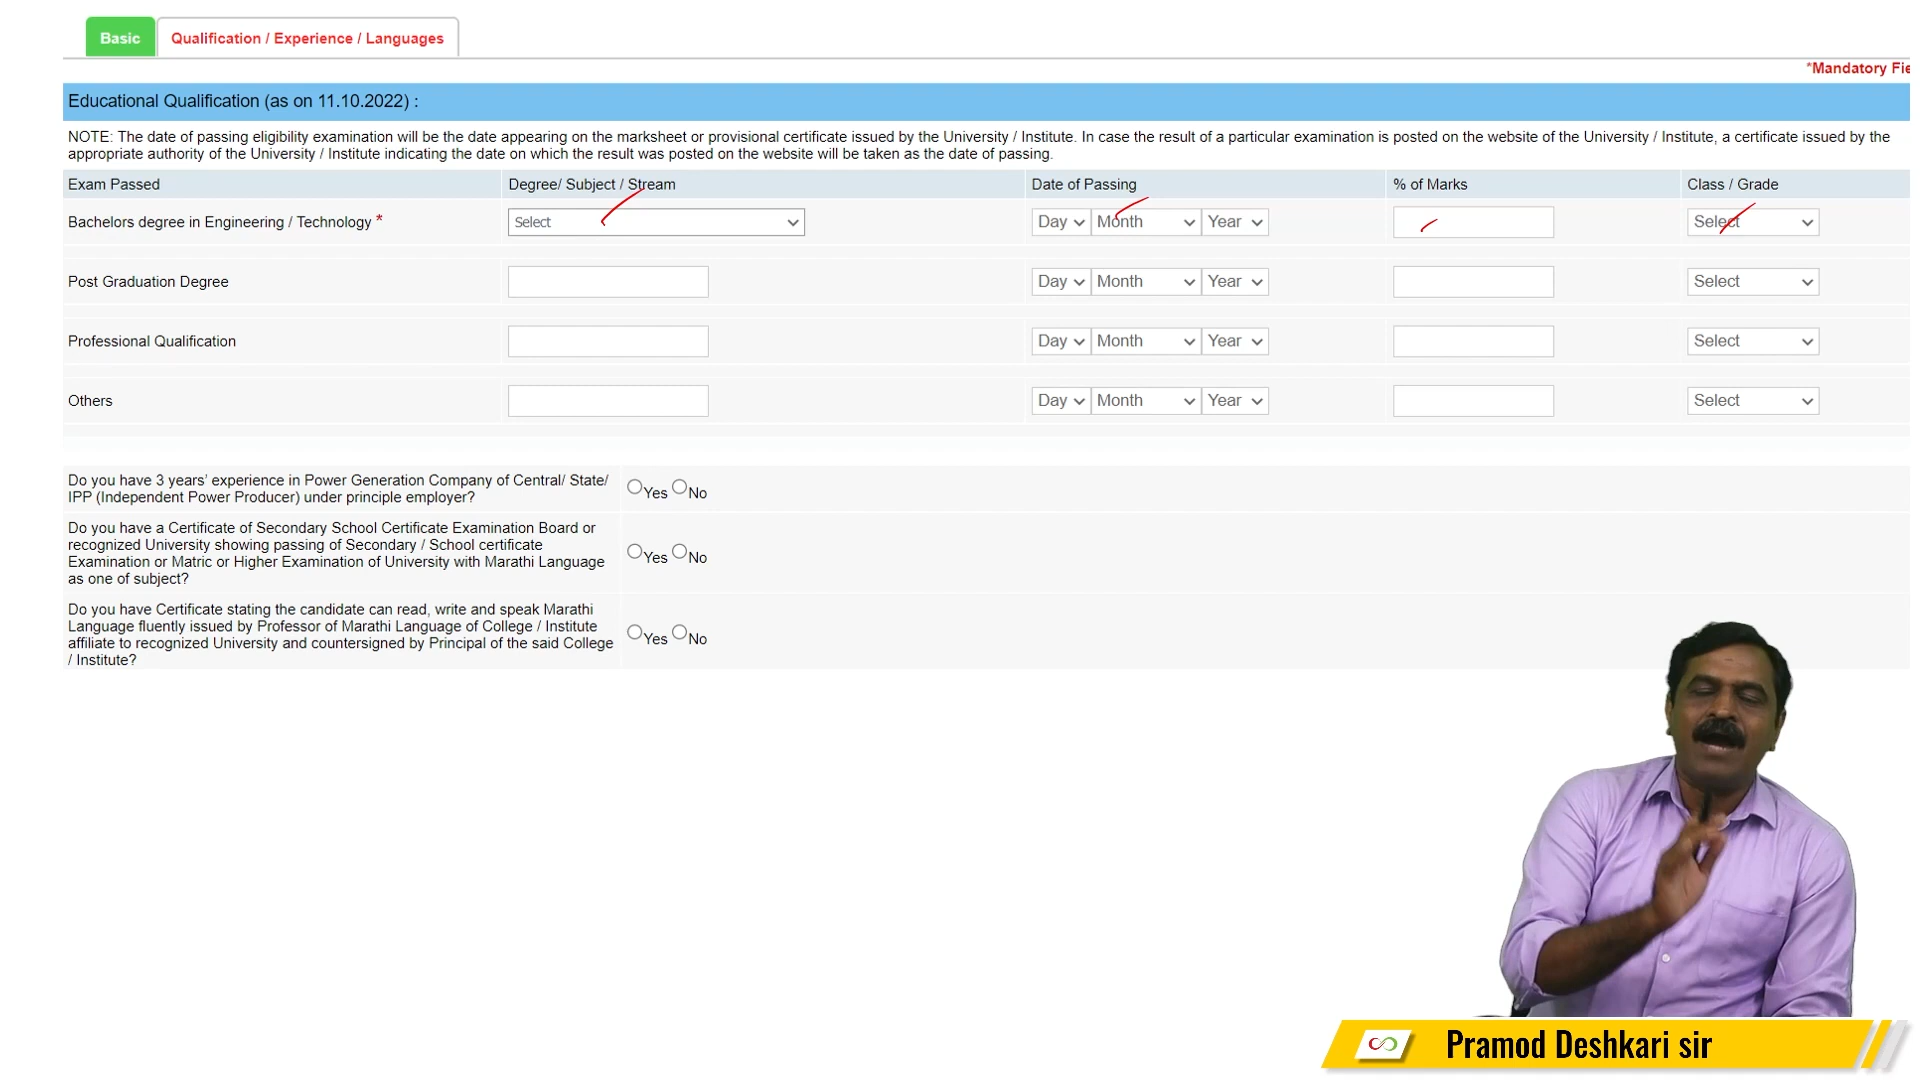 Basic
Qualification / Experience / Languages
*Mandatory Fie
Educational Qualification (as on 11.10.2022) :
NOTE: The date of passing eligibility examination will be the date appearing on the marksheet or provisional certificate issued by the University / Institute. In case the result of a particular examination is posted on the website of the University / Institute, a certificate issued by the
appropriate authority of the University / Institute indicating the date on which the result was posted on the website will be taken as the date of passing.
Exam Passed Degree/ Subject / Stream Date of Passing % of Marks Class / Grade
Bachelors degree in Engineering / Technology * Select Day Month Year Select
Post Graduation Degree Day Month Year Select
Professional Qualification Day Month Year Select
Others Day Month Year Select
Do you have 3 years' experience in Power Generation Company of Central/ State/
IPP (Independent Power Producer) under principle employer?
Yes No
Do you have a Certificate of Secondary School Certificate Examination Board or
recognized University showing passing of Secondary / School certificate
Examination or Matric or Higher Examination of University with Marathi Language
as one of subject?
Yes No
Do you have Certificate stating the candidate can read, write and speak Marathi
Language fluently issued by Professor of Marathi Language of College / Institute
affiliate to recognized University and countersigned by Principal of the said College
/ Institute?
Yes No
Pramod Deshkari sir